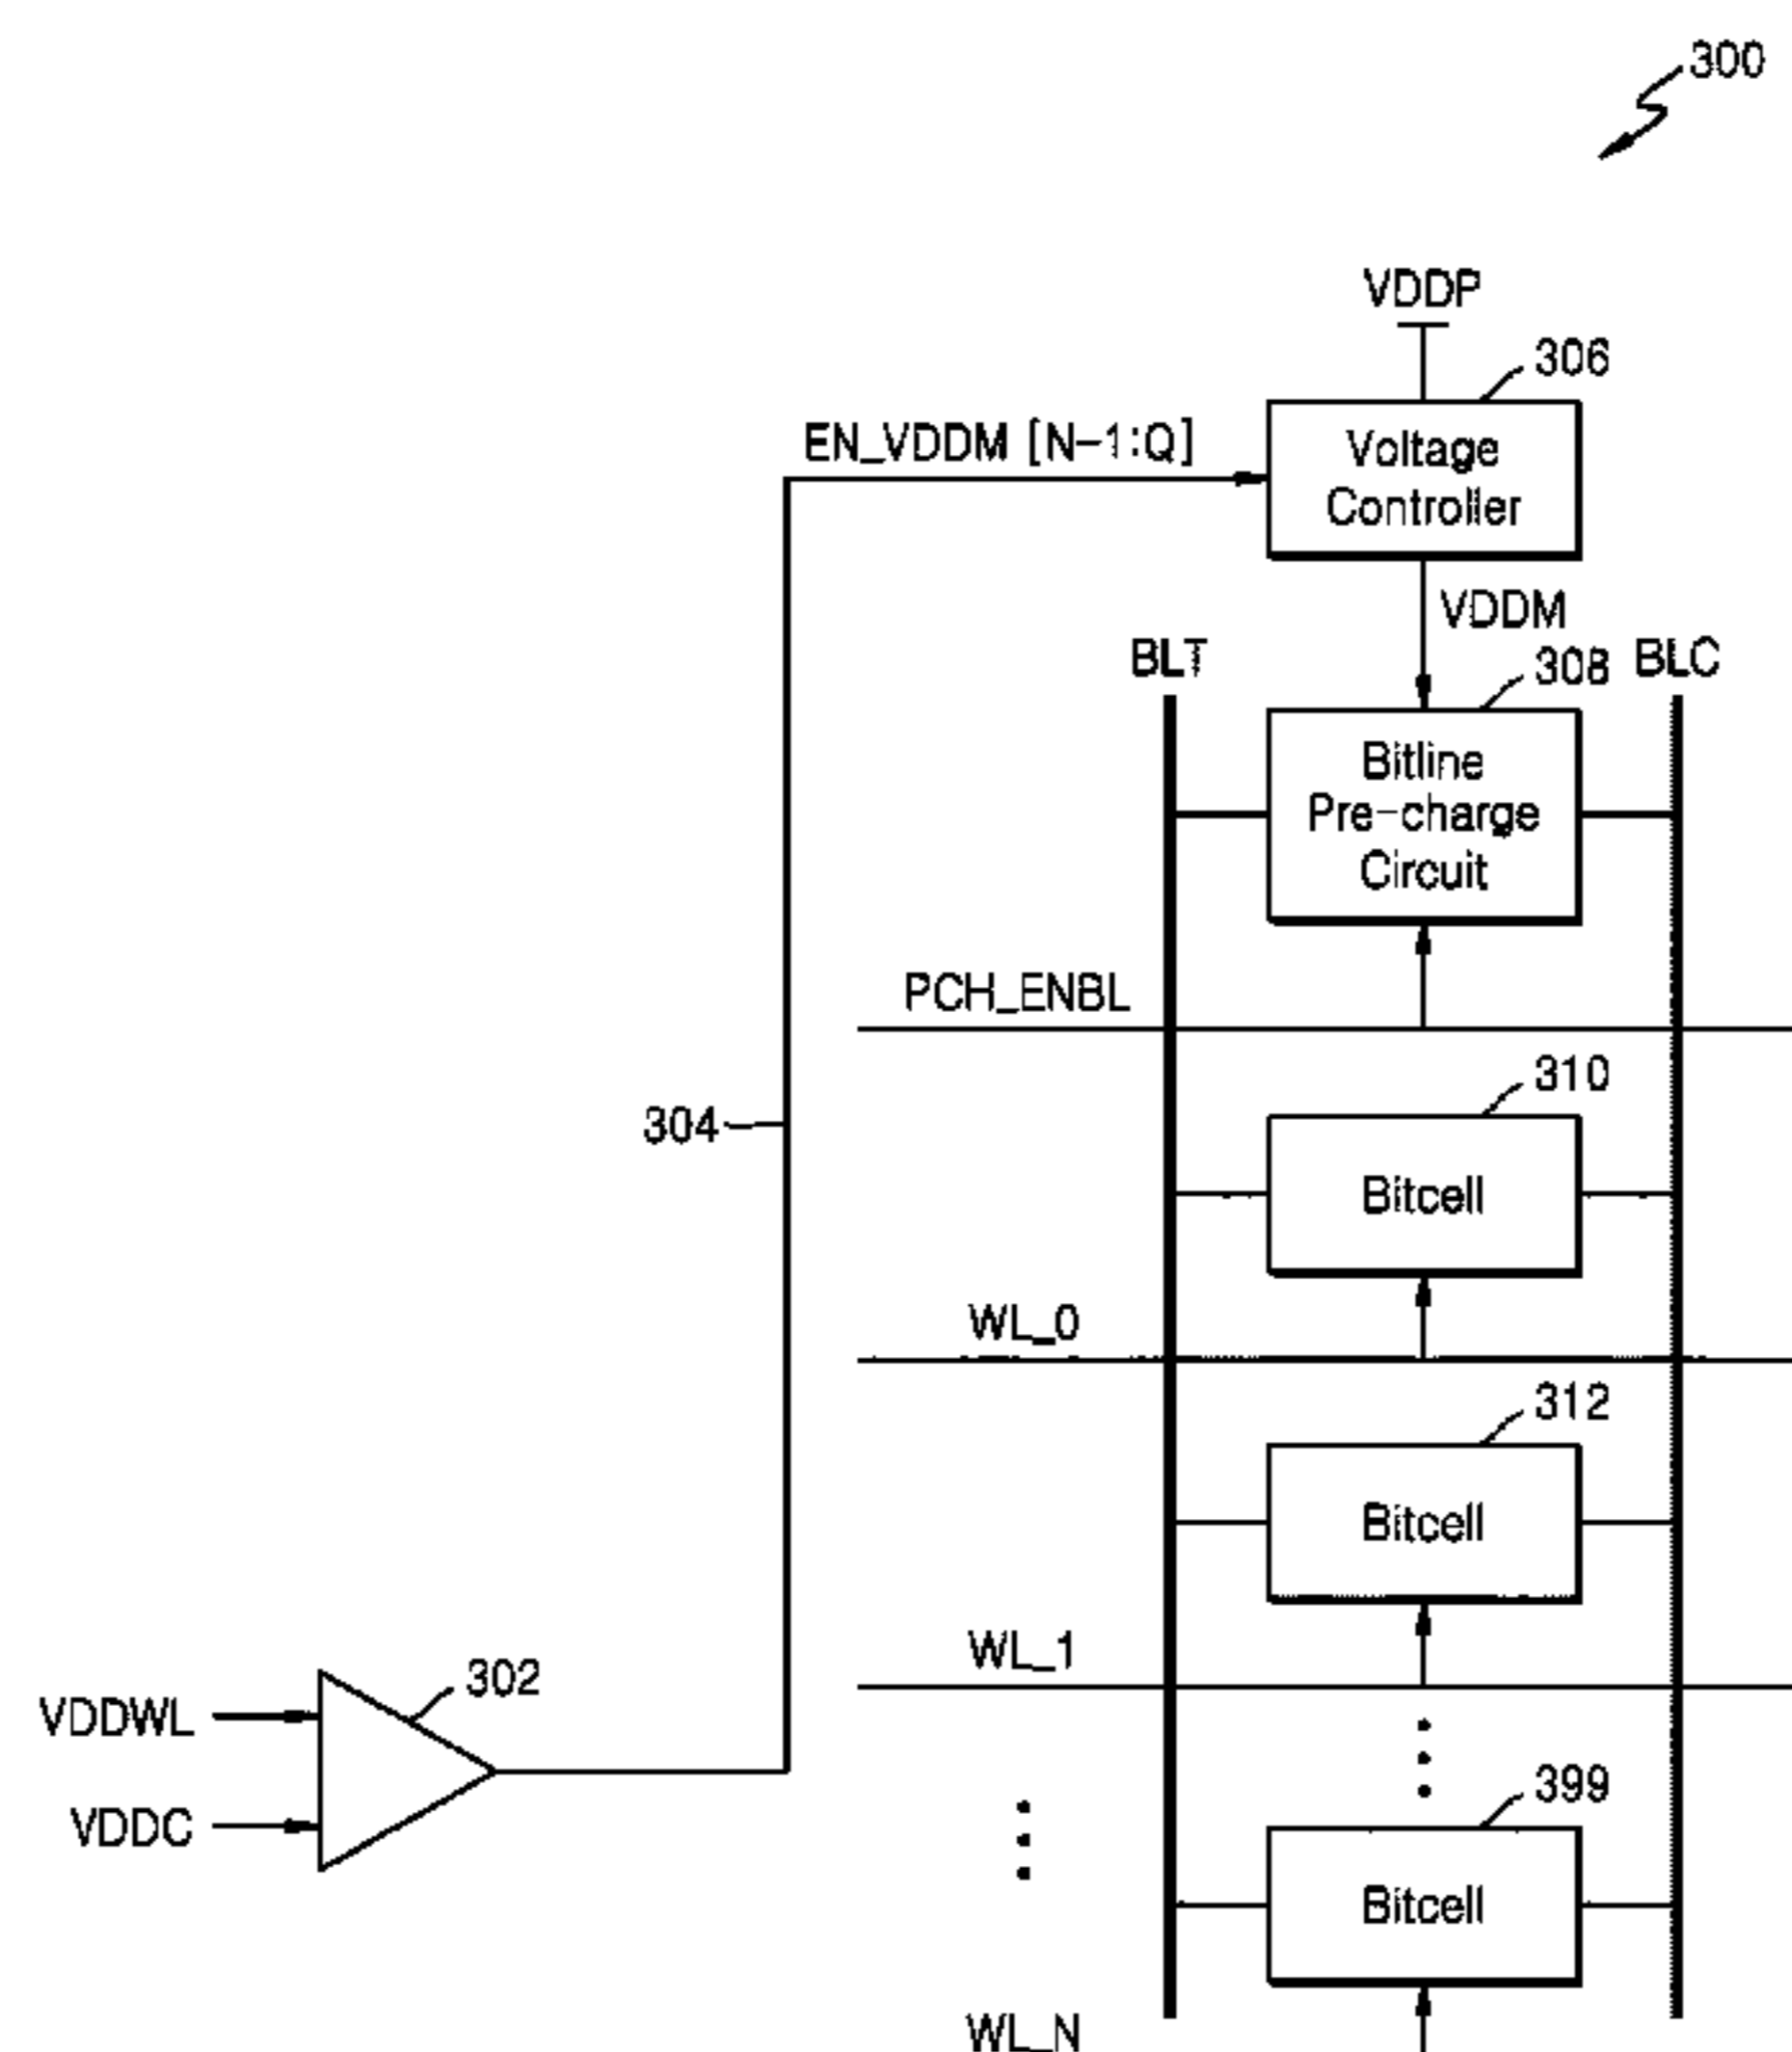 300
VDDP
306
EN_VDDM [N-1:Q]
Voltage
Controller
VDDM
BLT
308
BLC
Bitline
Pre-charge
Circuit
PCH_ENBL
310
304
Bitcell
WL_0
312
Bitcell
WL_1
302
VDDWL
399
VDDC
Bitcell
WL_N